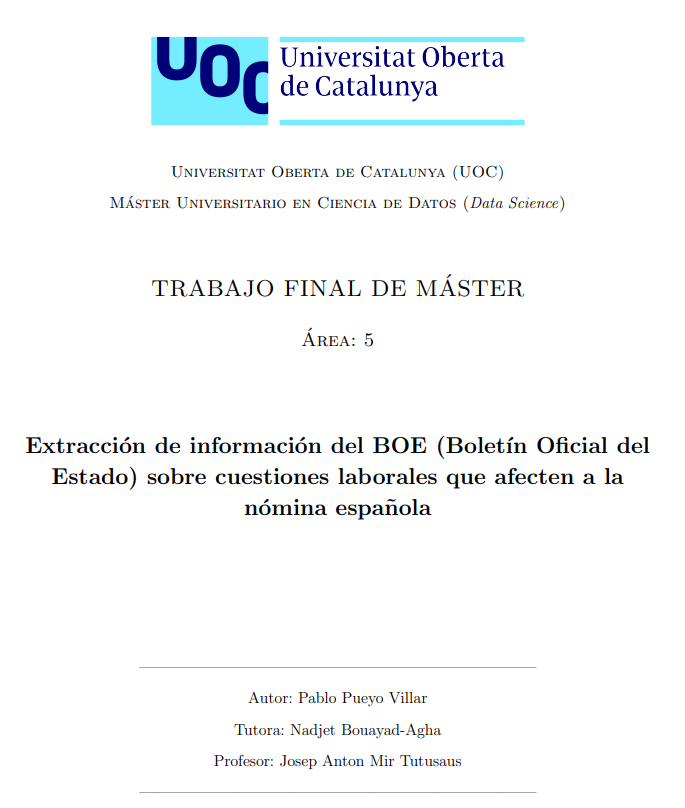 UOC
Universitat Oberta
de Catalunya
Universitat Oberta de Catalunya (UOC)
Máster Universitario en Ciencia de Datos (Data Science)
TRABAJO FINAL DE MÁSTER
Área: 5
Extracción de información del BOE (Boletín Oficial del
Estado) sobre cuestiones laborales que afecten a la
nómina española
Autor: Pablo Pueyo Villar
Tutora: Nadjet Bouayad-Agha
Profesor: Josep Anton Mir Tutusaus